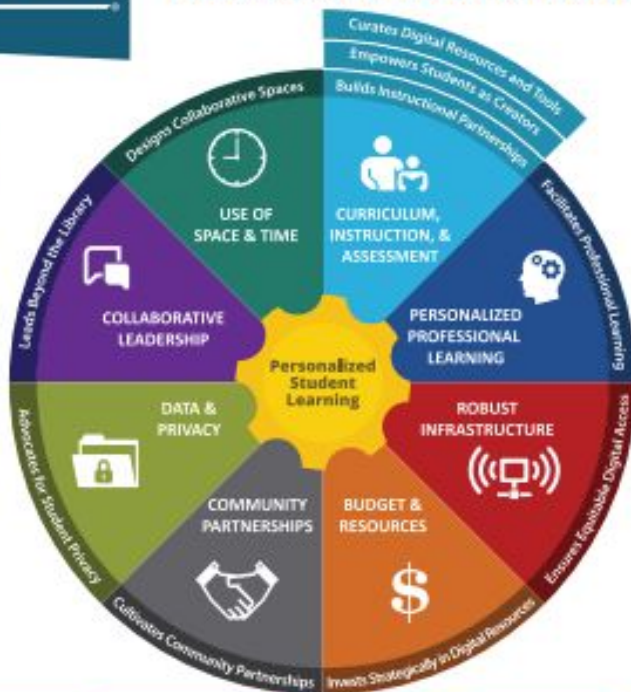 Curates Digital Resources and Tools
Empowers Students as Creators
Builds Instructional Partnerships
CURRICULUM,
INSTRUCTION, &
ASSESSMENT
Facilitates Professional Learning
PERSONALIZED
PROFESSIONAL
LEARNING
Ensures Equitable Digital Access
ROBUST
INFRASTRUCTURE
Invests Strategically in Digital Resources
BUDGET &
RESOURCES
$
Cultivates Community Partnerships
COMMUNITY
PARTNERSHIPS
Advocates for Student Privacy
DATA &
PRIVACY
Leads Beyond the Library
COLLABORATIVE
LEADERSHIP
Designs Collaborative Spaces
USE OF
SPACE & TIME
Personalized
Student
Learning